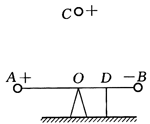 C +
A + O D - B